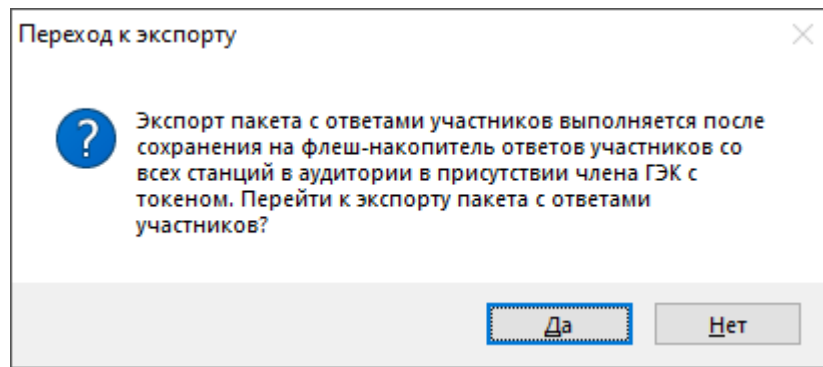 Переход к экспорту
Экспорт пакета с ответами участников выполняется после
сохранения на флеш-накопитель ответов участников со
всех станций в аудитории в присутствии члена ГЭК с
токеном. Перейти к экспорту пакета с ответами
участников?
Да
Нет